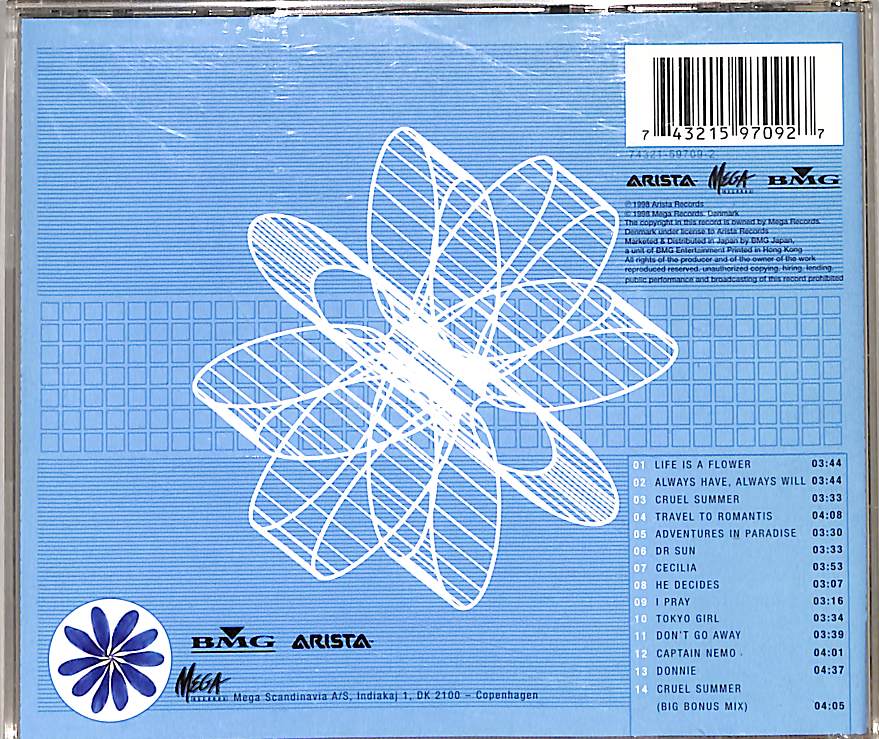 7 43215 97092 7
74321-59709-2
ARISTA MEGA RECORDS BMG
℗ 1998 Arista Records
© 1998 Mega Records, Denmark
The copyright in this record is owned by Mega Records.
Denmark under license to Arista Records
Marketed & Distributed in Japan by BMG Japan,
a unit of BMG Entertainment Printed in Hong Kong
All rights of the producer and of the owner of the work
reproduced reserved, unauthorized copying, hiring, lending,
public performance and broadcasting of this record prohibited
01 LIFE IS A FLOWER 03:44
02 ALWAYS HAVE, ALWAYS WILL 03:44
03 CRUEL SUMMER 03:33
04 TRAVEL TO ROMANTIS 04:08
05 ADVENTURES IN PARADISE 03:30
06 DR SUN 03:33
07 CECILIA 03:53
08 HE DECIDES 03:07
09 I PRAY 03:16
10 TOKYO GIRL 03:34
11 DON'T GO AWAY 03:39
12 CAPTAIN NEMO 04:01
13 DONNIE 04:37
14 CRUEL SUMMER
(BIG BONUS MIX) 04:05
BMG ARISTA
MEGA RECORDS Mega Scandinavia A/S, Indiakaj 1, DK 2100 – Copenhagen